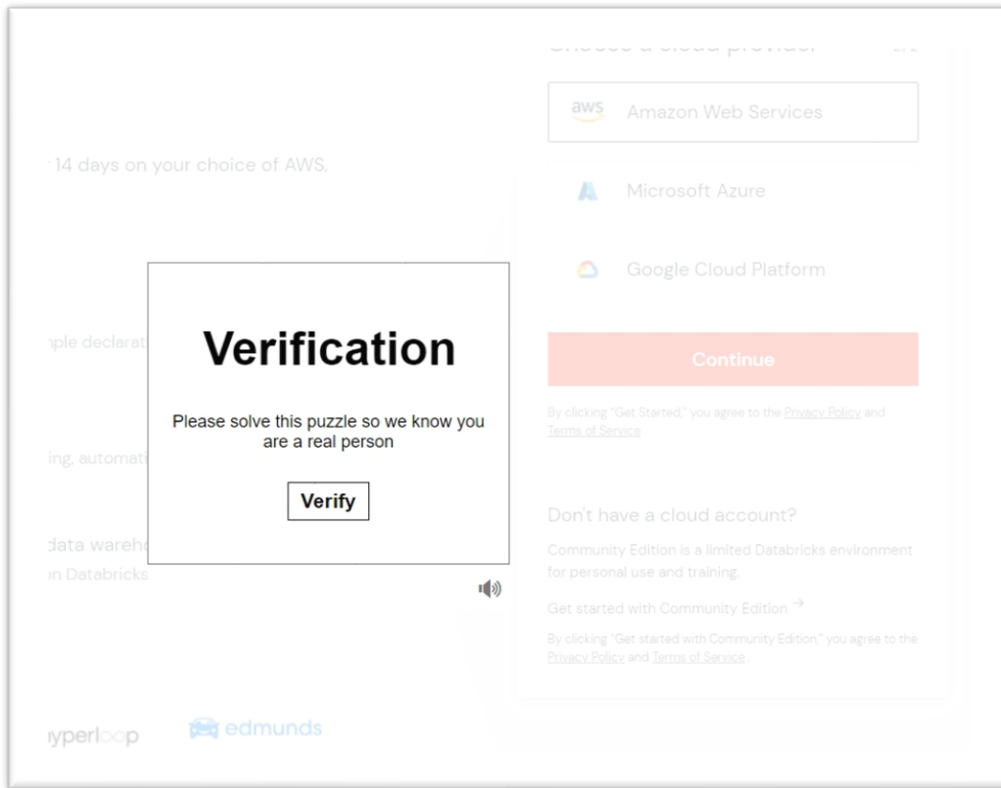 aws Amazon Web Services
14 days on your choice of AWS,
Microsoft Azure
Google Cloud Platform
Verification
Continue
Please solve this puzzle so we know you
are a real person
By clicking "Get Started," you agree to the Privacy Policy and
Terms of Service
Verify
Don't have a cloud account?
Community Edition is a limited Databricks environment
for personal use and training.
on Databricks
Get started with Community Edition →
By clicking "Get started with Community Edition," you agree to the
Privacy Policy and Terms of Service.
edmunds